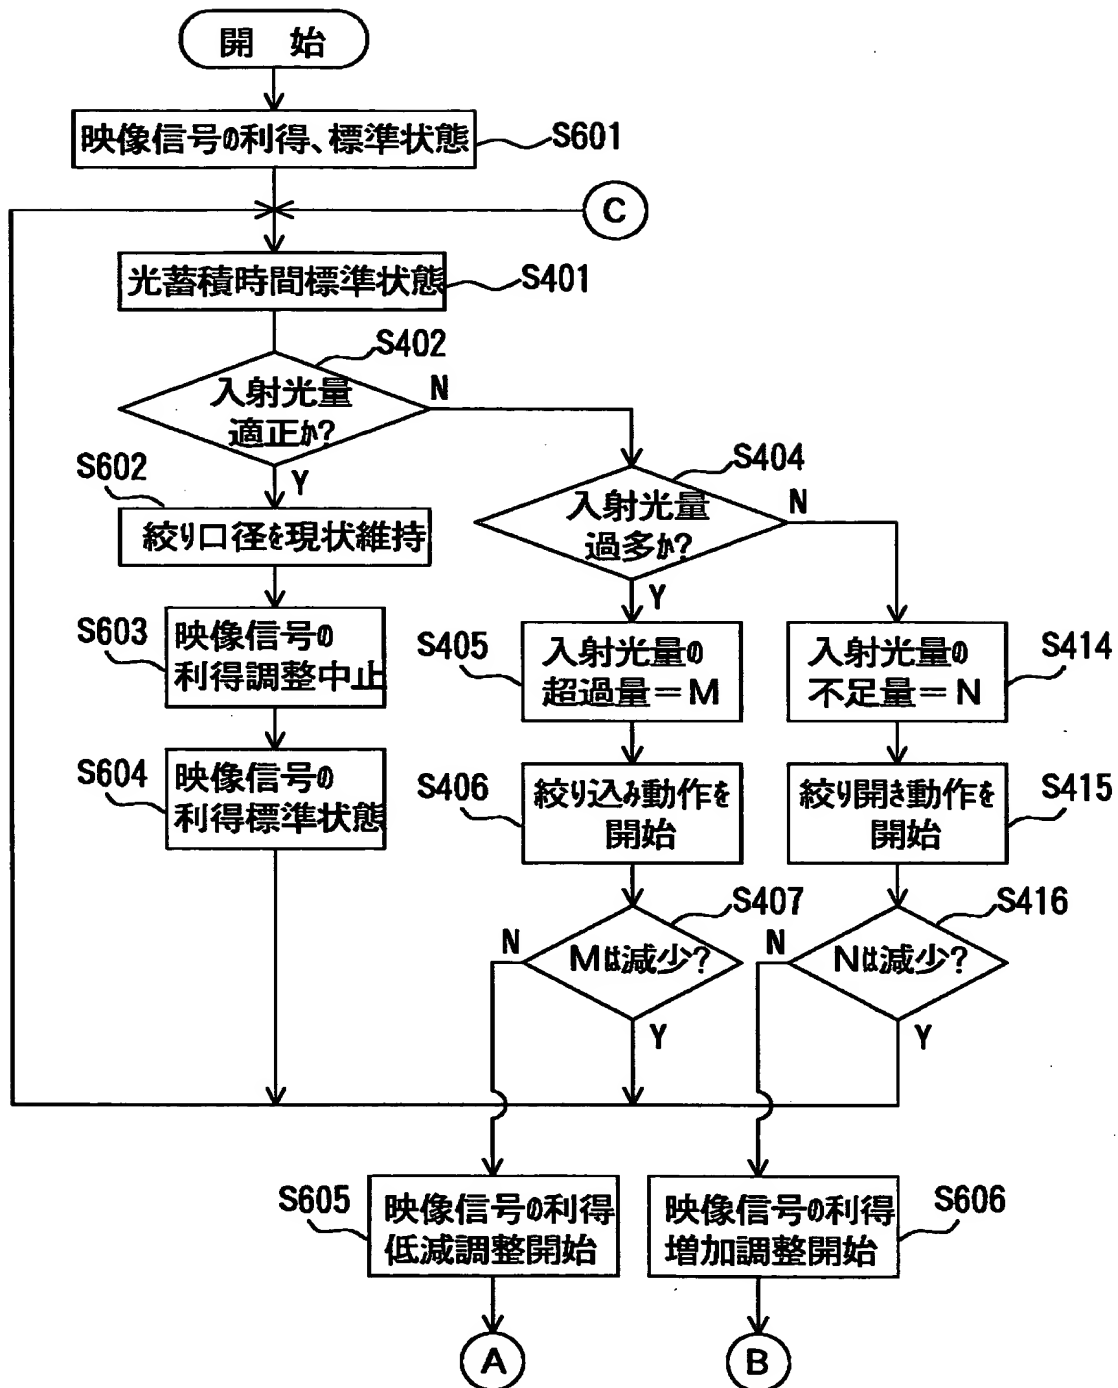 開 始
映像信号の利得、標準状態
S601
C
光蓄積時間標準状態
S401
S402
入射光量
適正か?
N
Y
S602
絞り口径を現状維持
S404
入射光量
過多か?
N
Y
S603
映像信号の
利得調整中止
S405
入射光量の
超過量=M
S414
入射光量の
不足量=N
S604
映像信号の
利得標準状態
S406
絞り込み動作を
開始
S415
絞り開き動作を
開始
S407
Mは減少?
N
Y
S416
Nは減少?
N
Y
S605
映像信号の利得
低減調整開始
S606
映像信号の利得
増加調整開始
A
B